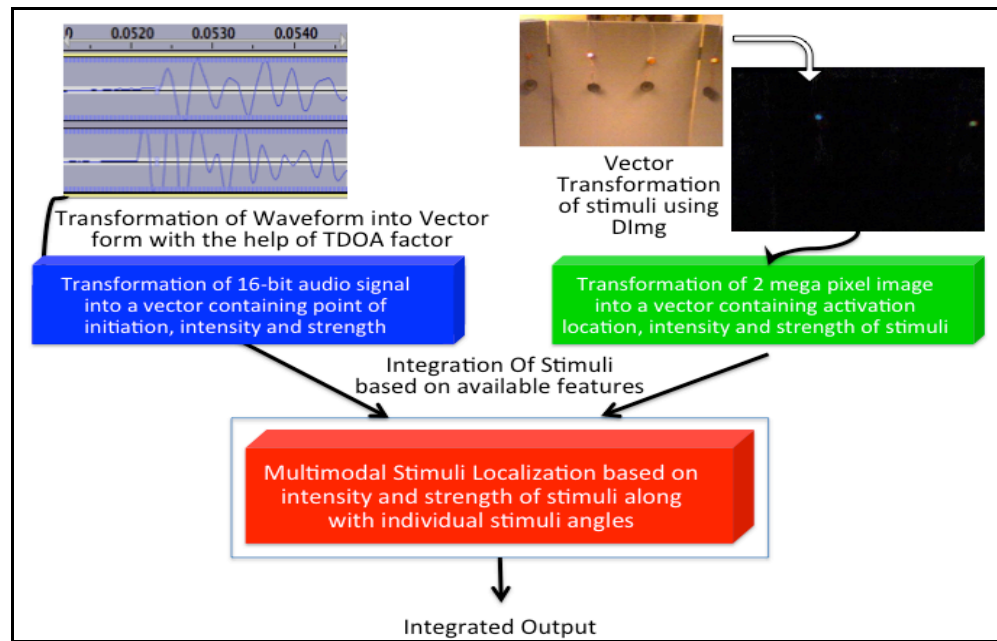 0 0.0520 0.0530 0.0540
Transformation of Waveform into Vector
form with the help of TDOA factor
Vector
Transformation
of stimuli using
DImg
Transformation of 16-bit audio signal
into a vector containing point of
initiation, intensity and strength
Transformation of 2 mega pixel image
into a vector containing activation
location, intensity and strength of stimuli
Integration Of Stimuli
based on available features
Multimodal Stimuli Localization based on
intensity and strength of stimuli along
with individual stimuli angles
Integrated Output